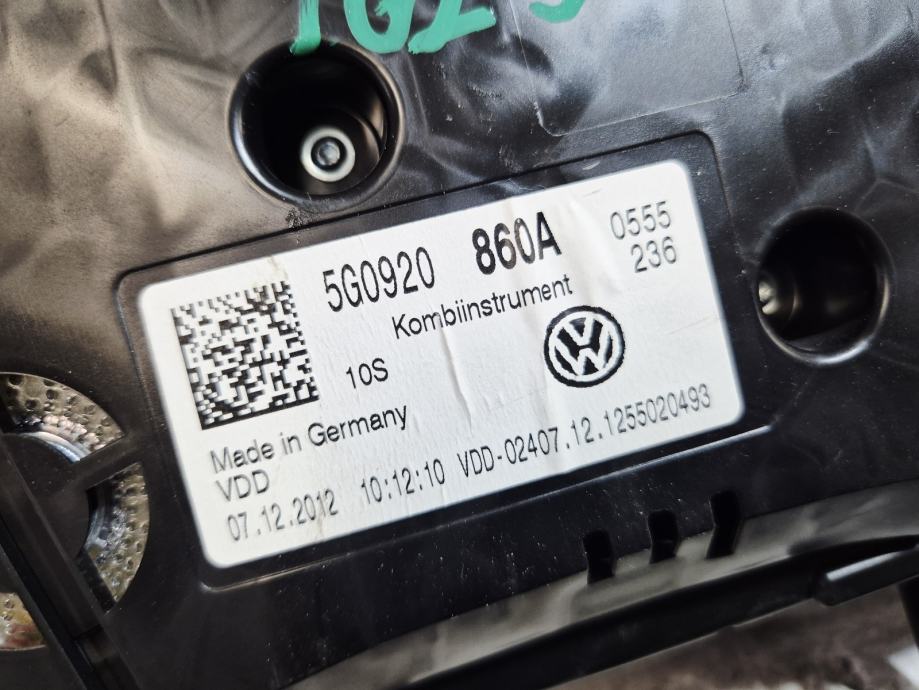 5G0920 860A 0555
236
Kombiinstrument
10S
Made in Germany
VDD
07.12.2012 10:12:10 VDD-02407.12.1255020493